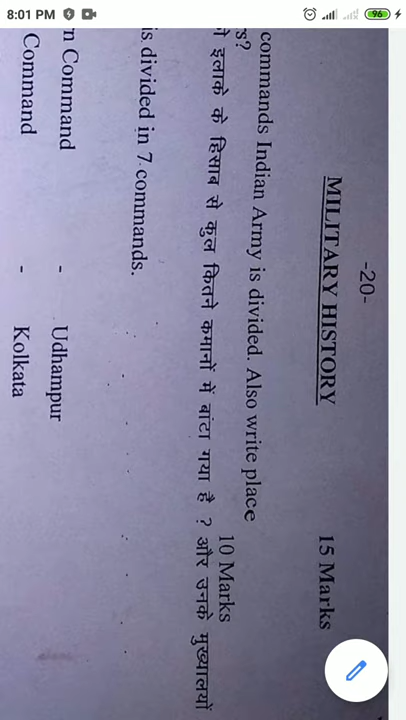 8:01 PM
96
-20-
MILITARY HISTORY 15 Marks
commands Indian Army is divided. Also write place
s? 10 Marks
इलाके के हिसाब से कुल कितने कमानों में बांटा गया है ? और उनके मुख्यालयों
is divided in 7 commands.
n Command - Udhampur
Command - Kolkata